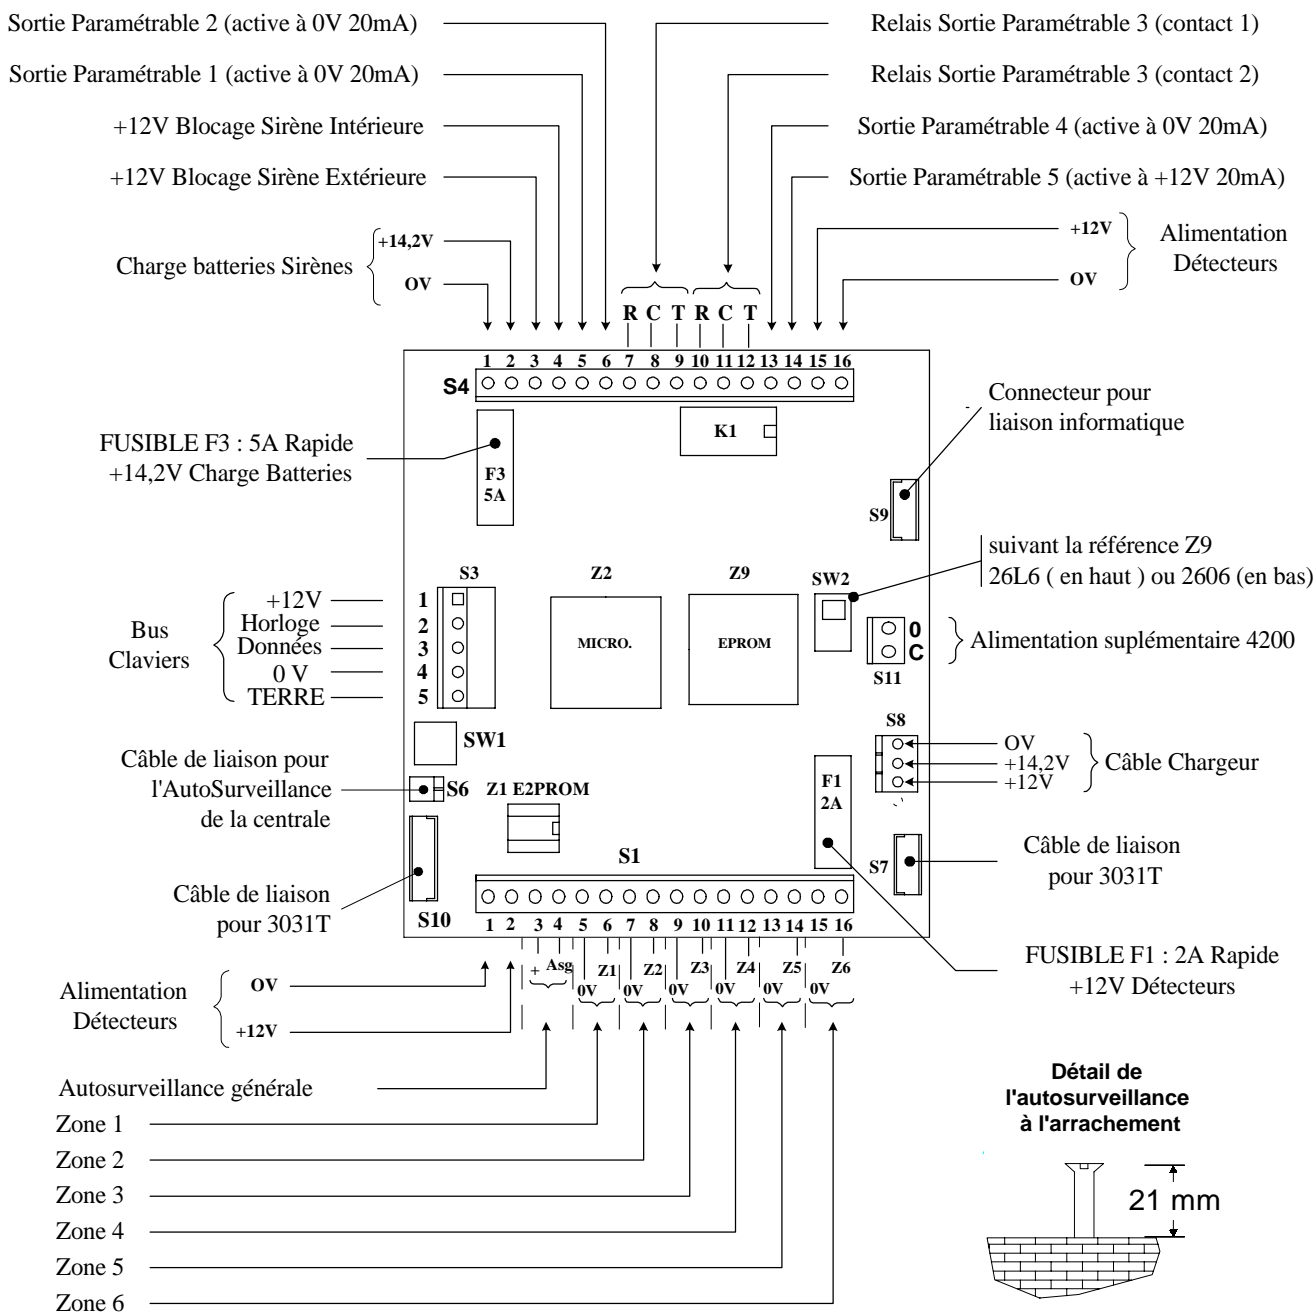 Sortie Paramétrable 2 (active à 0V 20mA)
Relais Sortie Paramétrable 3 (contact 1)
Sortie Paramétrable 1 (active à 0V 20mA)
Relais Sortie Paramétrable 3 (contact 2)
+12V Blocage Sirène Intérieure
Sortie Paramétrable 4 (active à 0V 20mA)
+12V Blocage Sirène Extérieure
Sortie Paramétrable 5 (active à +12V 20mA)
+14,2V
Charge batteries Sirènes
OV
+12V
Alimentation
Détecteurs
OV
R C T R C T
1 2 3 4 5 6 7 8 9 10 11 12 13 14 15 16
S4
K1
FUSIBLE F3 : 5A Rapide
+14,2V Charge Batteries
F3
5A
Connecteur pour
liaison informatique
S9
suivant la référence Z9
26L6 ( en haut ) ou 2606 (en bas)
S3
Z2
Z9
SW2
Bus
Claviers
+12V
Horloge
Données
0 V
TERRE
1
2
3
4
5
MICRO.
EPROM
0
C
S11
Alimentation suplémentaire 4200
SW1
S8
OV
+14,2V
+12V
Câble Chargeur
Câble de liaison pour
l'AutoSurveillance
de la centrale
S6
Z1 E2PROM
F1
2A
S1
S7
Câble de liaison
pour 3031T
Câble de liaison
pour 3031T
S10
1 2 3 4 5 6 7 8 9 10 11 12 13 14 15 16
+ Asg Z1 Z2 Z3 Z4 Z5 Z6
0V 0V 0V 0V 0V 0V
FUSIBLE F1 : 2A Rapide
+12V Détecteurs
Alimentation
Détecteurs
OV
+12V
Autosurveillance générale
Zone 1
Zone 2
Zone 3
Zone 4
Zone 5
Zone 6
Détail de
l'autosurveillance
à l'arrachement
21 mm